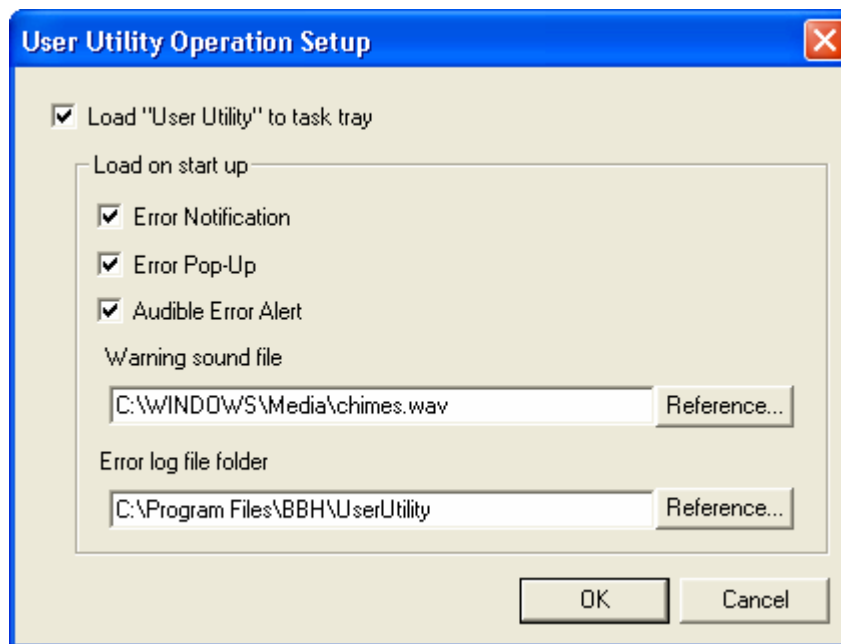 User Utility Operation Setup
Load "User Utility" to task tray
Load on start up
Error Notification
Error Pop-Up
Audible Error Alert
Warning sound file
C:\WINDOWS\Media\chimes.wav Reference...
Error log file folder
C:\Program Files\BBH\UserUtility Reference...
OK Cancel